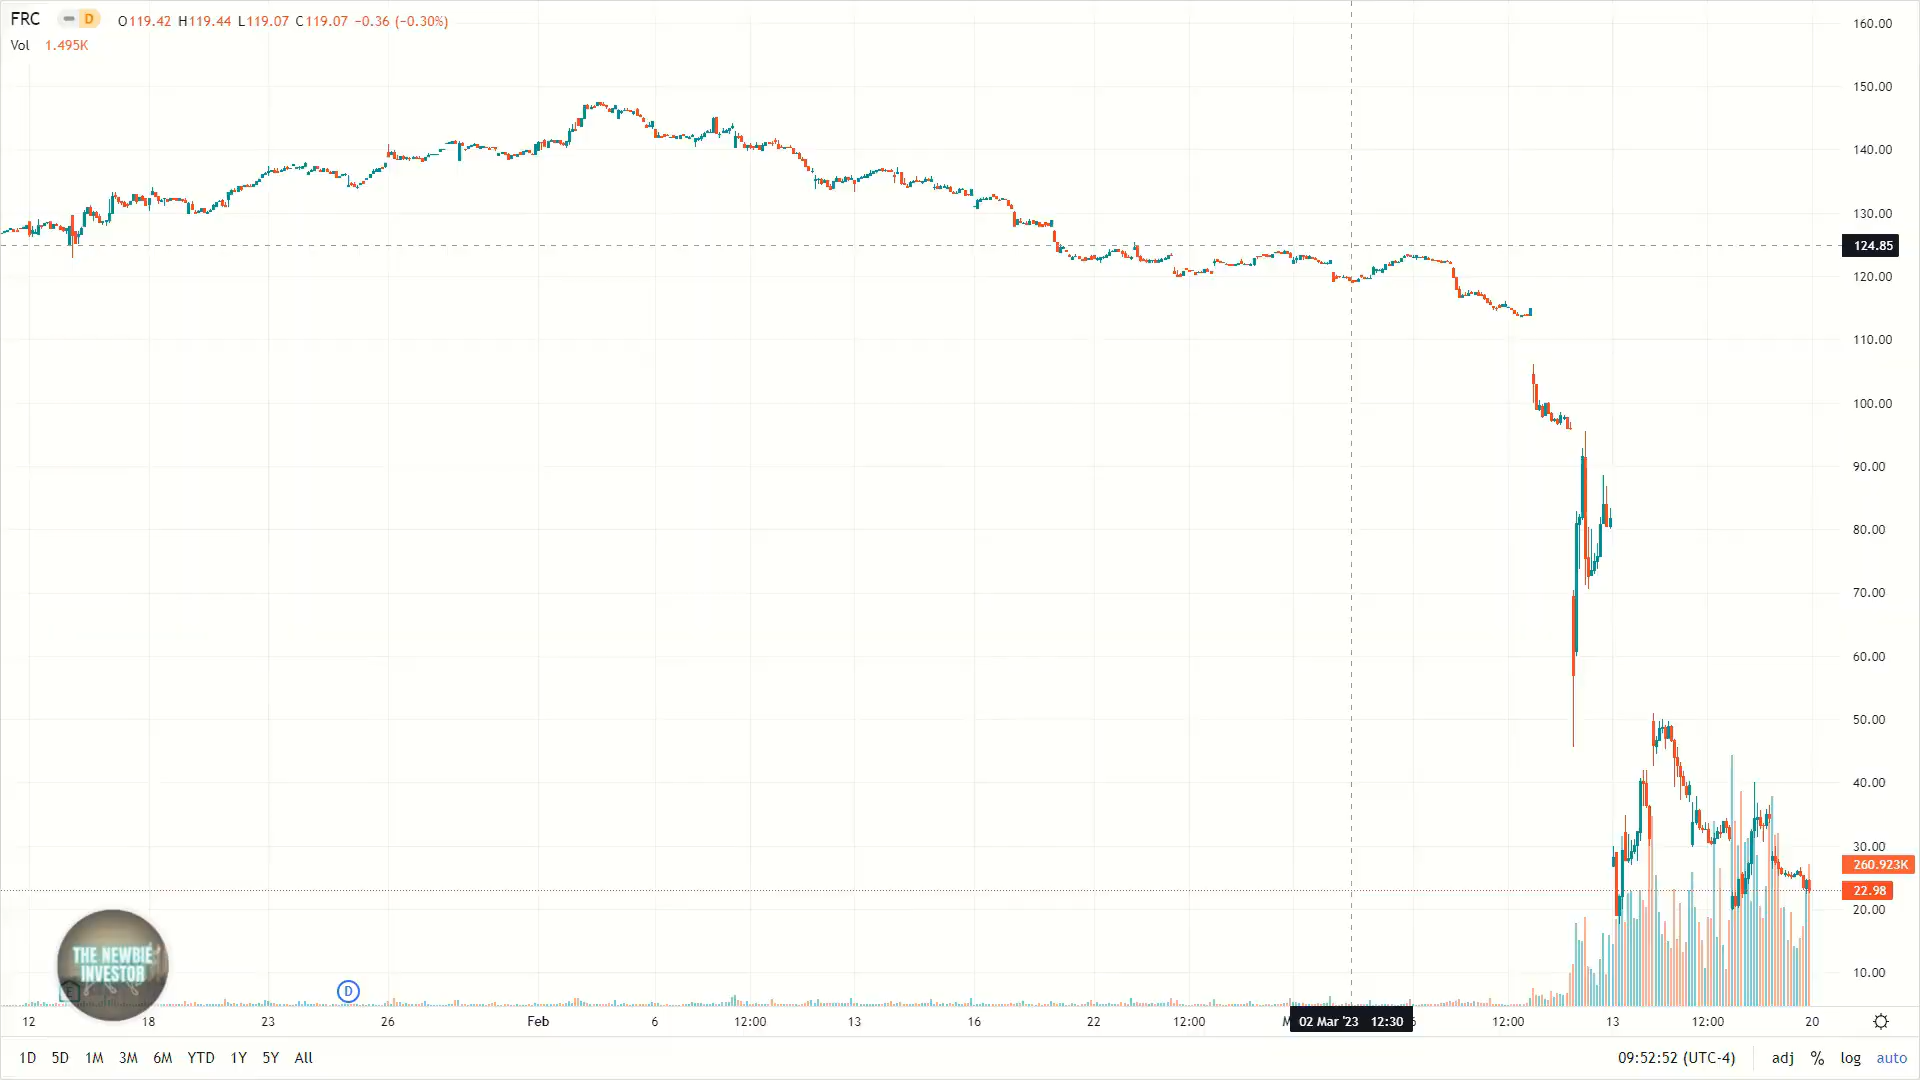 FRC D O119.42 H119.44 L119.07 C119.07 −0.36 (−0.30%)
Vol 1.495K
160.00
150.00
140.00
130.00
124.85
120.00
110.00
100.00
90.00
80.00
70.00
60.00
50.00
40.00
30.00
260.923K
22.98
20.00
10.00
THE NEWBIE
INVESTOR
E
D
12 18 23 26 Feb 6 12:00 13 16 22 12:00 02 Mar '23 12:30 12:00 13 12:00 20
1D 5D 1M 3M 6M YTD 1Y 5Y All 09:52:52 (UTC-4) adj % log auto